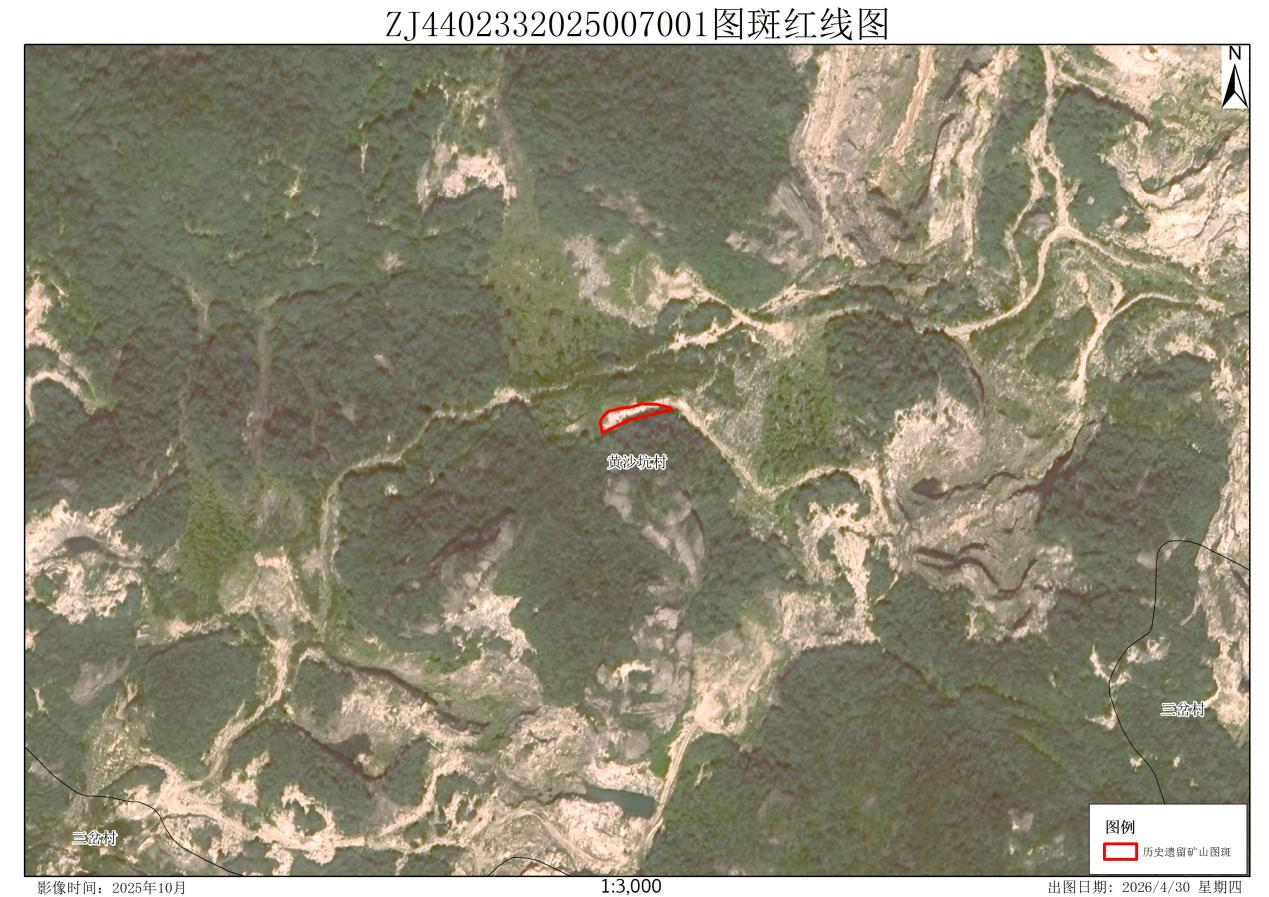 ZJ4402332025007001图斑红线图
N
黄沙坑村
三岔村
三岔村
图例
历史遗留矿山图斑
影像时间：2025年10月
1:3,000
出图日期：2026/4/30 星期四